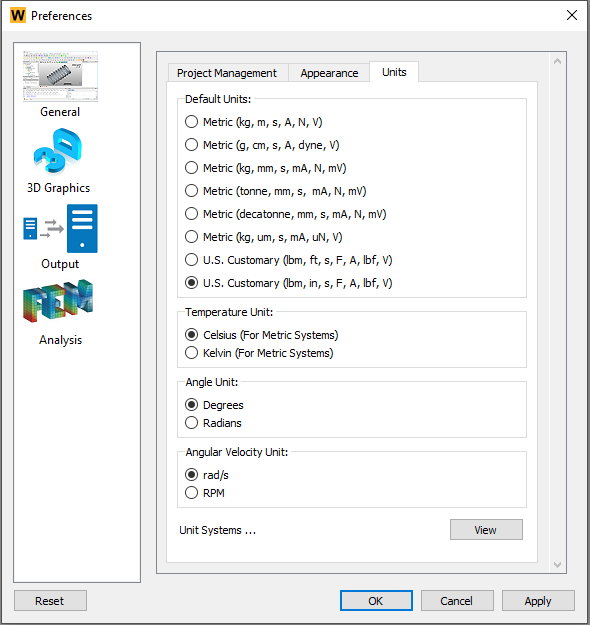 W Preferences
General
3D Graphics
Output
FEM
Analysis
Project Management
Appearance
Units
Default Units:
Metric (kg, m, s, A, N, V)
Metric (g, cm, s, A, dyne, V)
Metric (kg, mm, s, mA, N, mV)
Metric (tonne, mm, s,  mA, N, mV)
Metric (decatonne, mm, s, mA, N, mV)
Metric (kg, um, s, mA, uN, V)
U.S. Customary (lbm, ft, s, F, A, lbf, V)
U.S. Customary (lbm, in, s, F, A, lbf, V)
Temperature Unit:
Celsius (For Metric Systems)
Kelvin (For Metric Systems)
Angle Unit:
Degrees
Radians
Angular Velocity Unit:
rad/s
RPM
Unit Systems ...
View
Reset
OK
Cancel
Apply